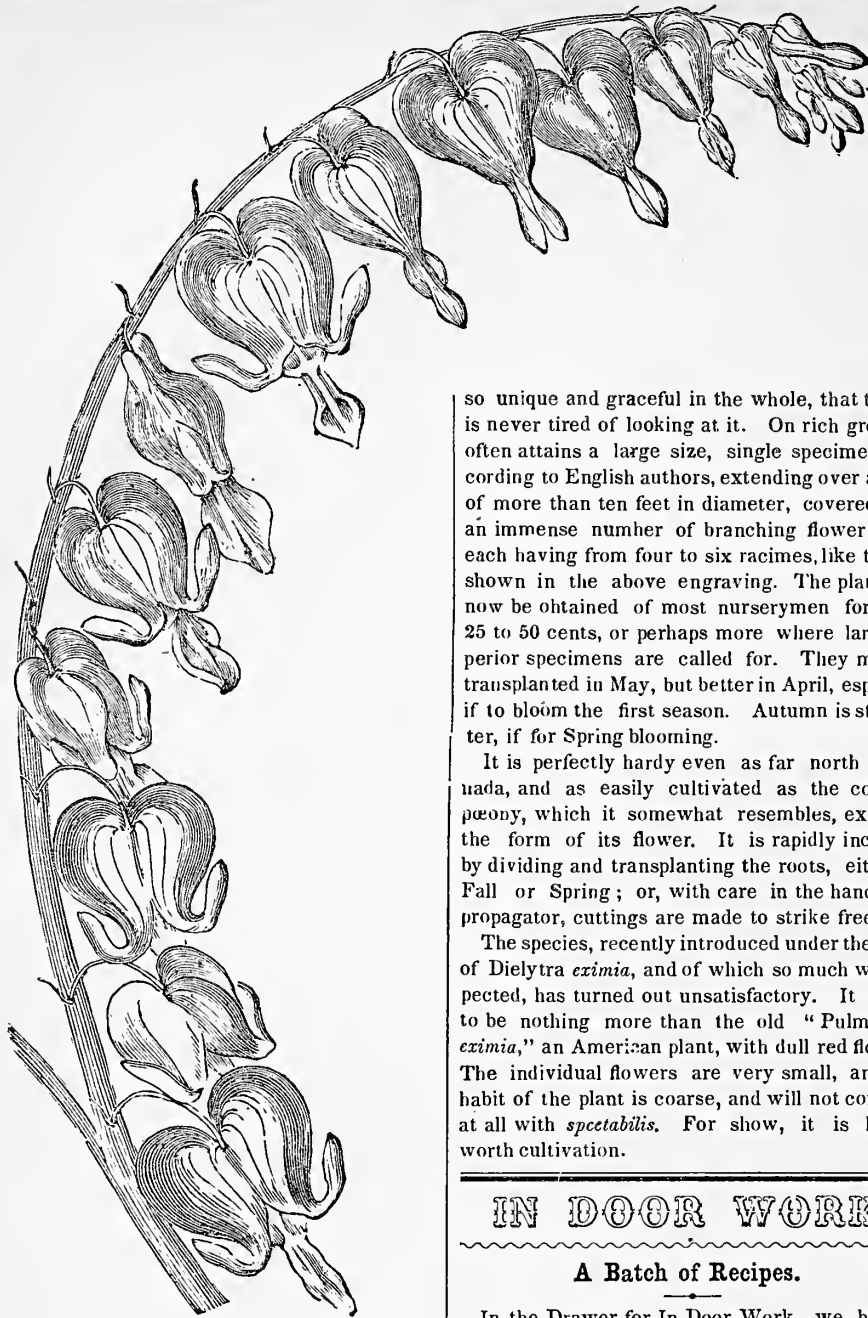 so unique and graceful in the whole, that t
is never tired of looking at it. On rich gro
often attains a large size, single specime
cording to English authors, extending over a
of more than ten feet in diameter, covered
an immense numher of branching flower
each having from four to six racimes, like t
shown in the above engraving. The plan
now be ohtained of most nurserymen for
25 to 50 cents, or perhaps more where lar
perior specimens are called for. They m
transplanted in May, but better in April, esp
if to bloom the first season. Autumn is st
ter, if for Spring blooming.
It is perfectly hardy even as far north
nada, and as easily cultivated as the co
pæony, which it somewhat resembles, ex
the form of its flower. It is rapidly inc
by dividing and transplanting the roots, eit
Fall or Spring; or, with care in the hand
propagator, cuttings are made to strike free
The species, recently introduced under the
of Dielytra eximia, and of which so much w
pected, has turned out unsatisfactory. It
to be nothing more than the old “Pulm
eximia,” an American plant, with dull red flo
The individual flowers are very small, an
habit of the plant is coarse, and will not co
at all with spcetabilis. For show, it is h
worth cultivation.
IN DOOR WORK
A Batch of Recipes.
In the Drawer for In Door Work, we h